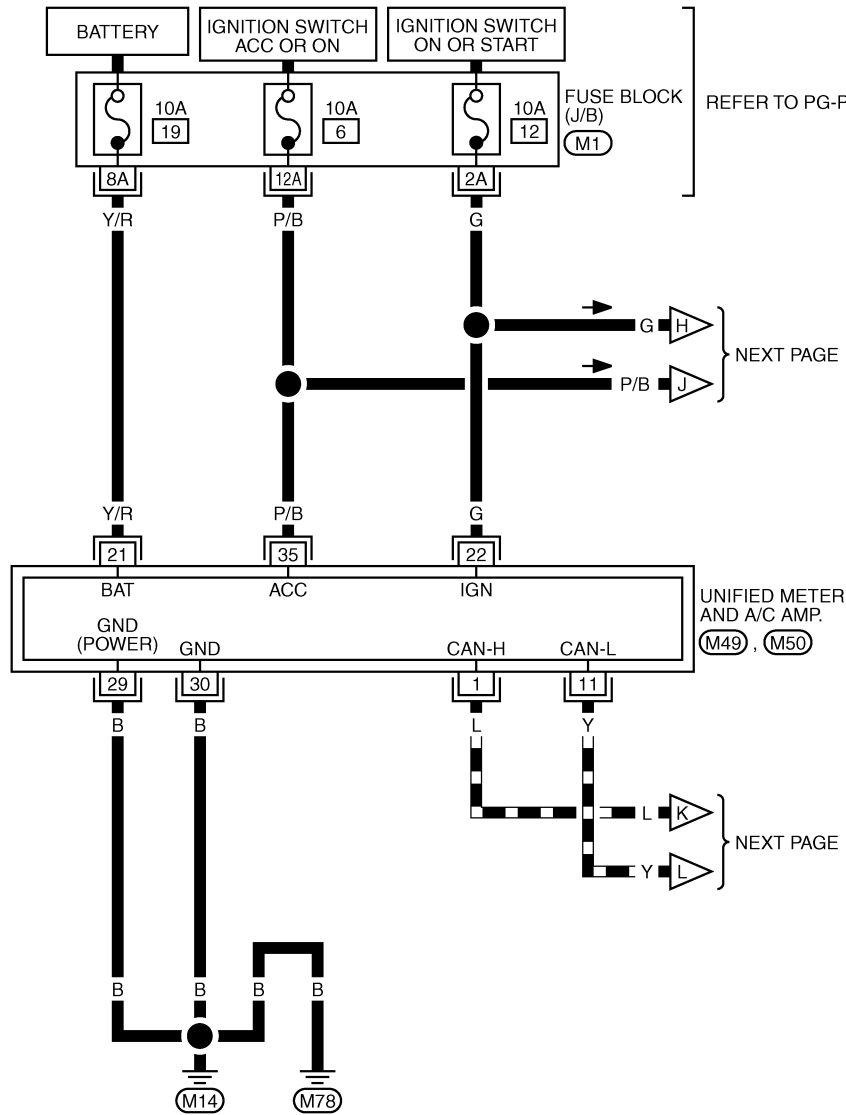 BATTERY
IGNITION SWITCH
ACC OR ON
IGNITION SWITCH
ON OR START
10A
19
10A
6
10A
12
FUSE BLOCK
(J/B)
M1
REFER TO PG-P
8A
12A
2A
Y/R
P/B
G
G
H
P/B
J
NEXT PAGE
Y/R
P/B
G
21
35
22
BAT
ACC
IGN
GND
(POWER)
GND
CAN-H
CAN-L
UNIFIED METER
AND A/C AMP.
M49 , M50
29
30
1
11
B
B
L
Y
L
K
Y
L
NEXT PAGE
B
B
B
B
M14
M78